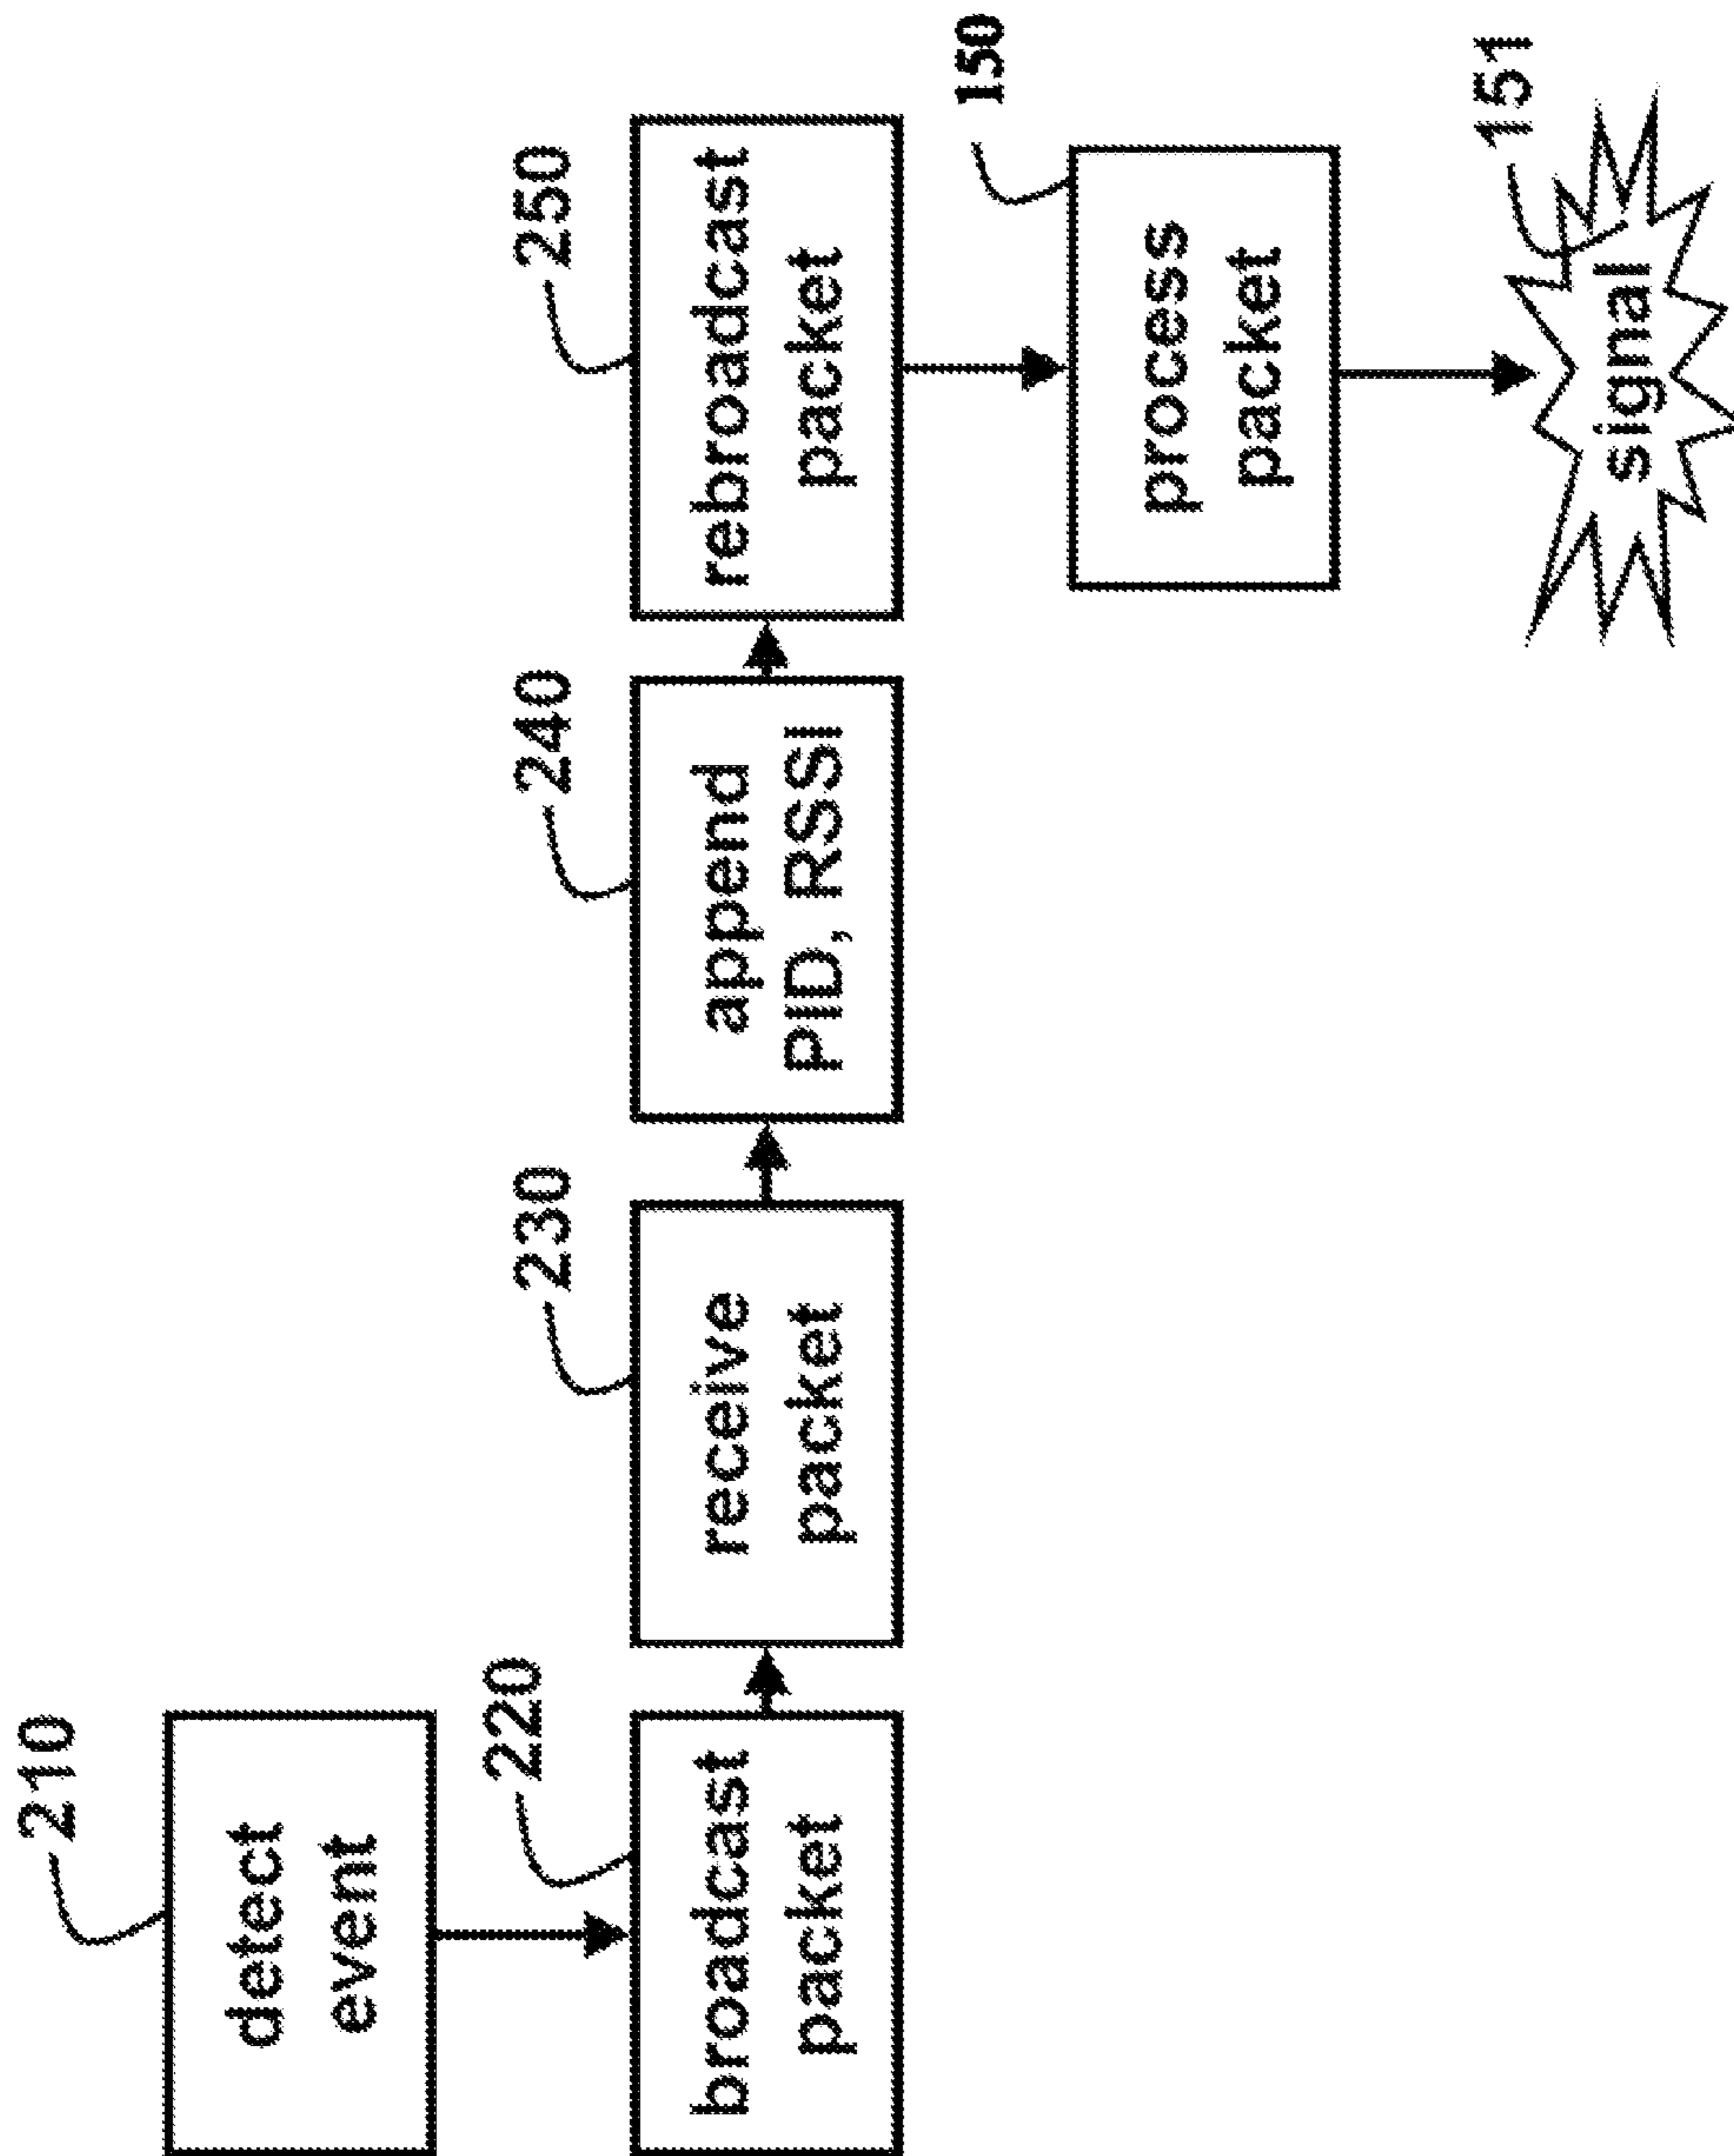 210
detect
event
220
broadcast
packet
230
receive
packet
240
append
PID, RSSI
250
rebroadcast
packet
150
process
packet
151
signal